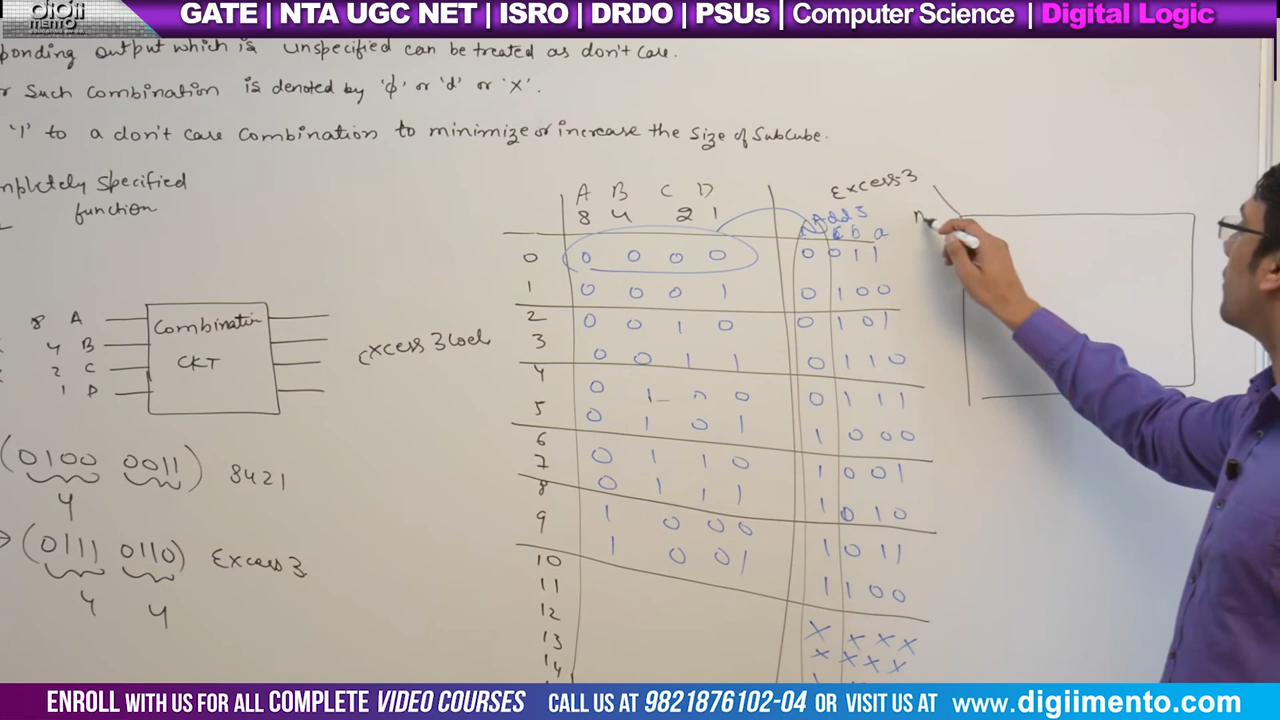 digii
mento
GATE | NTA UGC NET | ISRO | DRDO | PSUs | Computer Science | Digital Logic
ponding output which is unspecified can be treated as don't care.
r such combination is denoted by 'ϕ' or 'd' or 'x'.
'1' to a don't care combination to minimize or increase the size of subcube.
mpletely specified
function
8 A
4 B
2 C
1 D
Combinatin
CKT
Excess 3 Code
(0100 0011) 8421
4
(0111 0110) Excess 3
4 4
A B C D Excess-3
8 4 2 1 Add 3
c b a
0 0 0 0 0 0 0 1 1
1 0 0 0 1 0 1 0 0
2 0 0 1 0 0 1 0 1
3 0 0 1 1 0 1 1 0
4 0 1 0 0 0 1 1 1
5 0 1 0 1 1 0 0 0
6 0 1 1 0 1 0 0 1
7 0 1 1 1 1 0 1 0
8 1 0 0 0 1 0 1 1
9 1 0 0 1 1 1 0 0
10 x x x x
11 x x x x
12
13
14
ENROLL WITH US FOR ALL COMPLETE VIDEO COURSES CALL US AT 9821876102-04 OR VISIT US AT www.digiimento.com